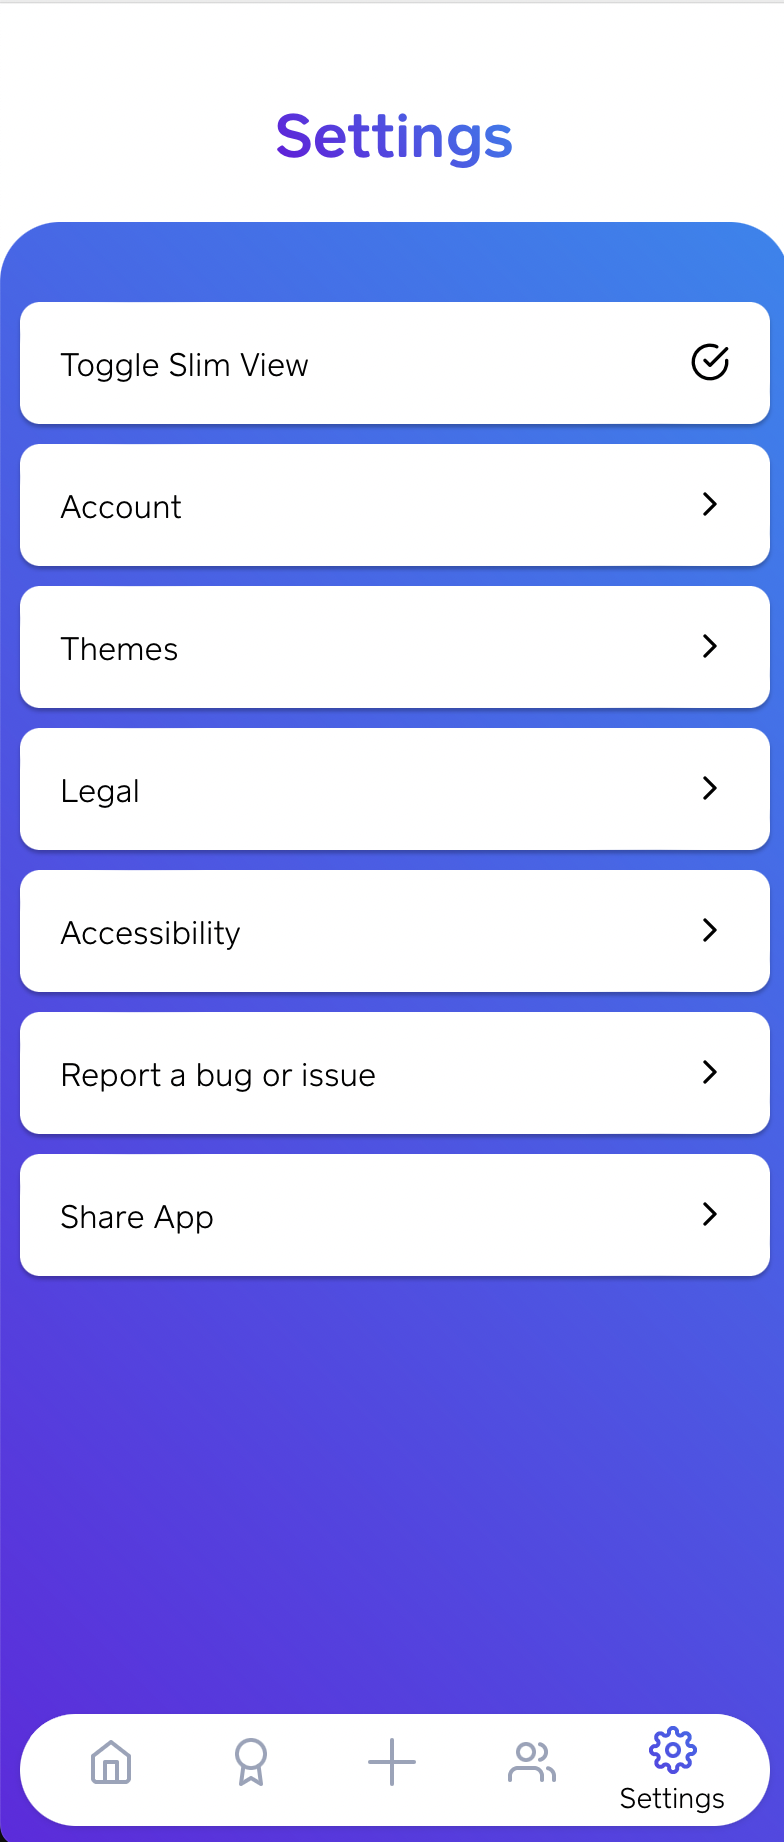 Settings
Toggle Slim View
Account
Themes
Legal
Accessibility
Report a bug or issue
Share App
Settings